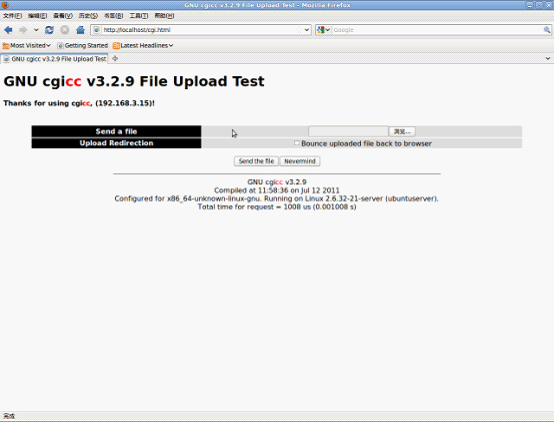 GNU cgicc v3.2.9 File Upload Test - Mozilla Firefox
文件(F) 编辑(E) 查看(V) 历史(S) 书签(B) 工具(T) 帮助(H)
http://localhost/cgi.html Google
Most Visited Getting Started Latest Headlines
GNU cgicc v3.2.9 File Upload Test
GNU cgicc v3.2.9 File Upload Test
Thanks for using cgicc, (192.168.3.15)!
Send a file 浏览...
Upload Redirection Bounce uploaded file back to browser
Send the file Nevermind
GNU cgicc v3.2.9
Compiled at 11:58:36 on Jul 12 2011
Configured for x86_64-unknown-linux-gnu. Running on Linux 2.6.32-21-server (ubuntuserver).
Total time for request = 1008 us (0.001008 s)
完成